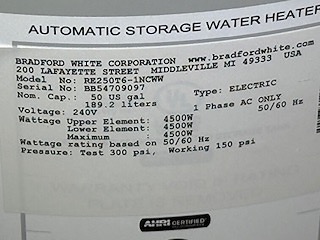 AUTOMATIC STORAGE WATER HEATER
BRADFORD WHITE CORPORATION www.bradfordwhite.com
200 LAFAYETTE STREET MIDDLEVILLE MI 49333 USA
Model No: RE250T6-1NCWW
Serial No: BB54709097
Nom. Cap.: 50 US gal Type: ELECTRIC
189.2 liters
Voltage: 240V 1 Phase AC ONLY
50/60 Hz
Wattage Upper Element: 4500W
Lower Element: 4500W
Maximum : 4500W
Wattage rating based on 50/60 Hz
Pressure: Test 300 psi, Working 150 psi
AHRI CERTIFIED